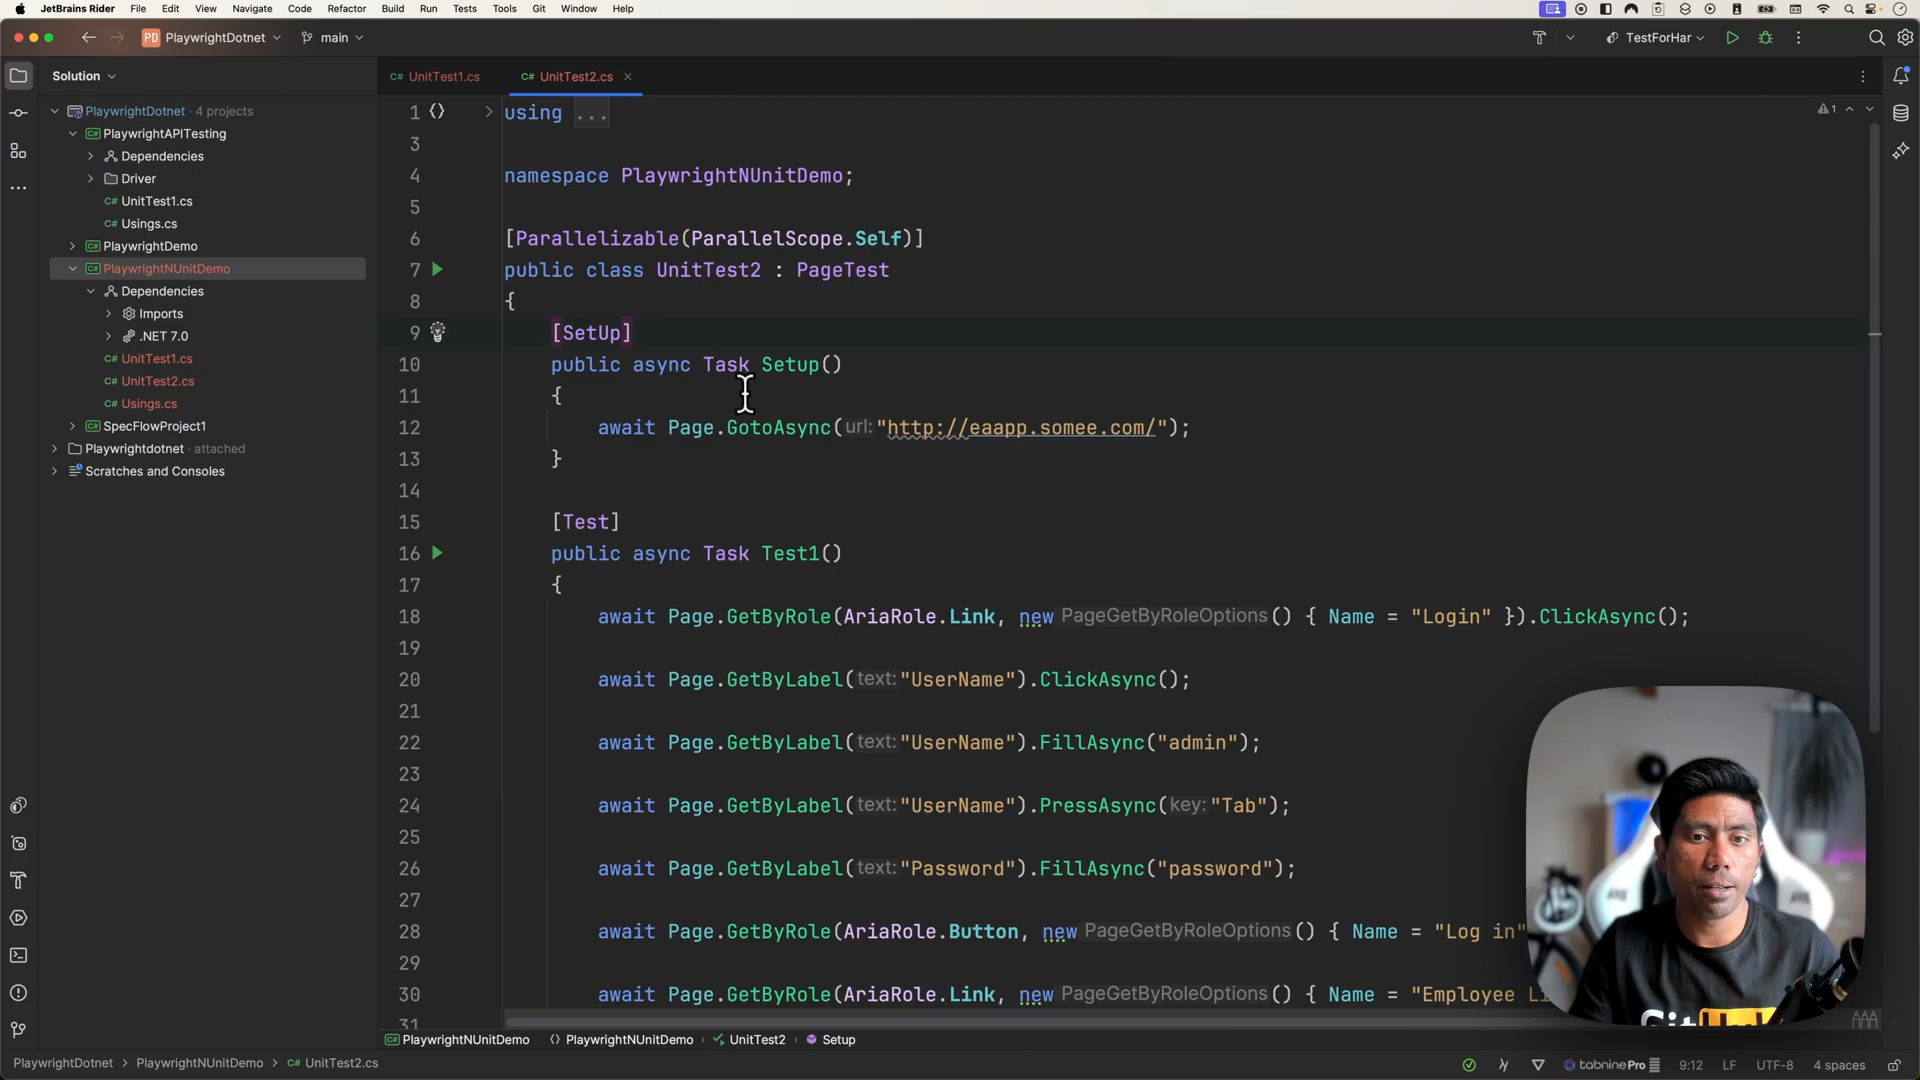 JetBrains Rider File Edit View Navigate Code Refactor Build Run Tests Tools Git Window Help
PD PlaywrightDotnet main TestForHar
Solution
C# UnitTest1.cs C# UnitTest2.cs
PlaywrightDotnet · 4 projects
C# PlaywrightAPITesting
Dependencies
Driver
C# UnitTest1.cs
C# Usings.cs
C# PlaywrightDemo
C# PlaywrightNUnitDemo
Dependencies
Imports
.NET 7.0
C# UnitTest1.cs
C# UnitTest2.cs
C# Usings.cs
C# SpecFlowProject1
Playwrightdotnet · attached
Scratches and Consoles
1 {} using ...
1
3
4 namespace PlaywrightNUnitDemo;
5
6 [Parallelizable(ParallelScope.Self)]
7 public class UnitTest2 : PageTest
8 {
9 [SetUp]
10 public async Task Setup()
11 {
12 await Page.GotoAsync(url: "http://eaapp.somee.com/");
13 }
14
15 [Test]
16 public async Task Test1()
17 {
18 await Page.GetByRole(AriaRole.Link, new PageGetByRoleOptions() { Name = "Login" }).ClickAsync();
19
20 await Page.GetByLabel(text: "UserName").ClickAsync();
21
22 await Page.GetByLabel(text: "UserName").FillAsync("admin");
23
24 await Page.GetByLabel(text: "UserName").PressAsync(key: "Tab");
25
26 await Page.GetByLabel(text: "Password").FillAsync("password");
27
28 await Page.GetByRole(AriaRole.Button, new PageGetByRoleOptions() { Name = "Log in"
29
30 await Page.GetByRole(AriaRole.Link, new PageGetByRoleOptions() { Name = "Employee Li
31
C# PlaywrightNUnitDemo PlaywrightNUnitDemo UnitTest2 Setup
PlaywrightDotnet PlaywrightNUnitDemo C# UnitTest2.cs
tabninePro 9:12 LF UTF-8 4 spaces